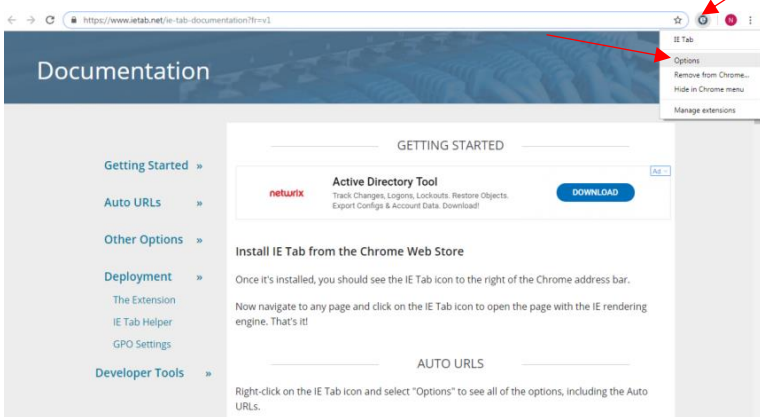 https://www.ietab.net/ie-tab-documentation?fr=v1
N
IE Tab
Options
Remove from Chrome...
Hide in Chrome menu
Manage extensions
Documentation
Getting Started »
Auto URLs »
Other Options »
Deployment »
The Extension
IE Tab Helper
GPO Settings
Developer Tools »
GETTING STARTED
Ad
netwrix
Active Directory Tool
Track Changes, Logons, Lockouts. Restore Objects.
Export Configs & Account Data. Download!
DOWNLOAD
Install IE Tab from the Chrome Web Store
Once it's installed, you should see the IE Tab icon to the right of the Chrome address bar.
Now navigate to any page and click on the IE Tab icon to open the page with the IE rendering
engine. That's it!
AUTO URLS
Right-click on the IE Tab icon and select "Options" to see all of the options, including the Auto
URLs.